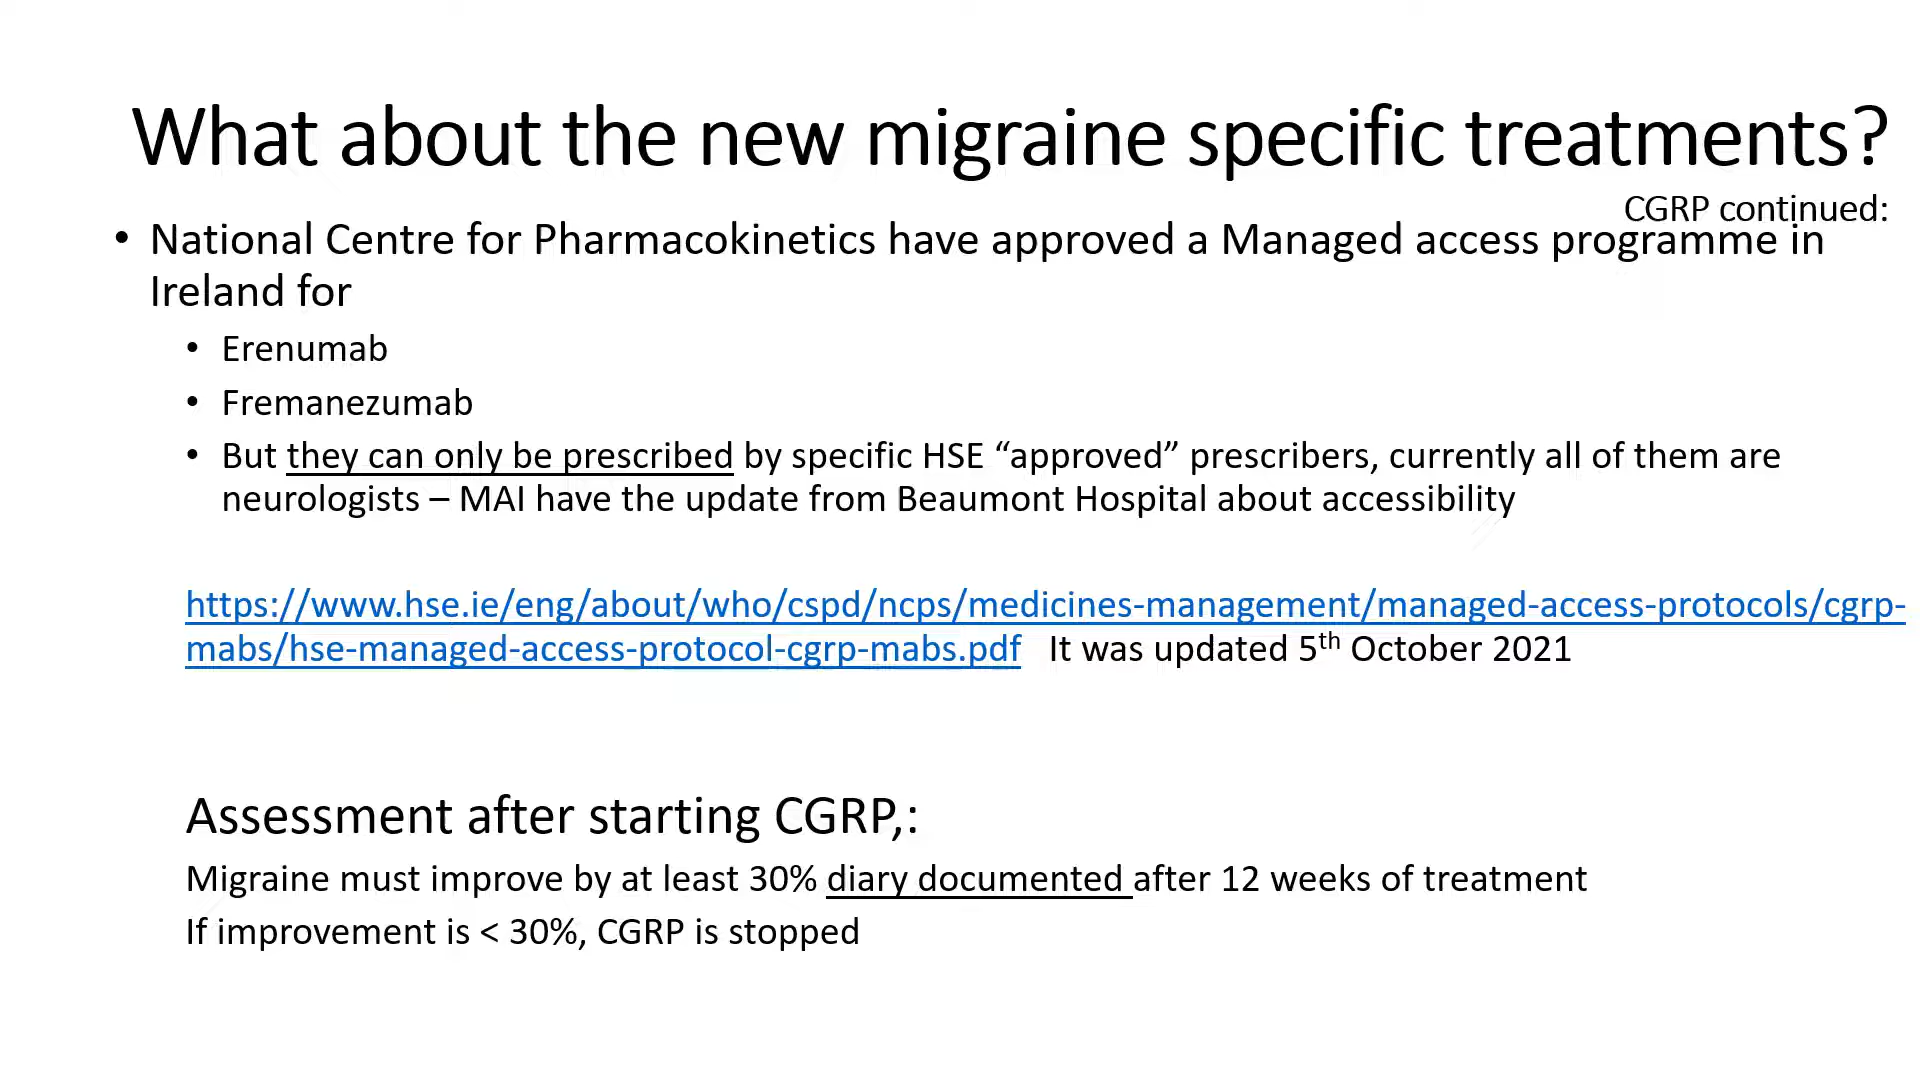 What about the new migraine specific treatments?
CGRP continued:
• National Centre for Pharmacokinetics have approved a Managed access programme in
Ireland for
• Erenumab
• Fremanezumab
• But they can only be prescribed by specific HSE “approved” prescribers, currently all of them are
neurologists – MAI have the update from Beaumont Hospital about accessibility
https://www.hse.ie/eng/about/who/cspd/ncps/medicines-management/managed-access-protocols/cgrp-
mabs/hse-managed-access-protocol-cgrp-mabs.pdf It was updated 5th October 2021
Assessment after starting CGRP,:
Migraine must improve by at least 30% diary documented after 12 weeks of treatment
If improvement is < 30%, CGRP is stopped